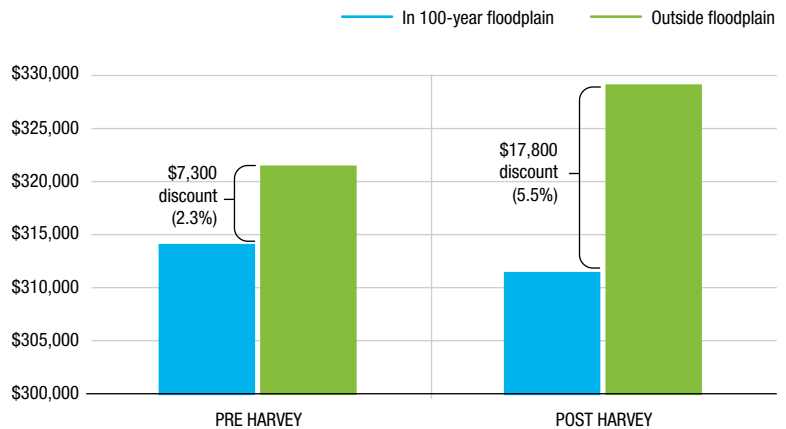 In 100-year floodplain
Outside floodplain
$330,000
$325,000
$320,000
$315,000
$310,000
$305,000
$300,000
$7,300
discount
(2.3%)
$17,800
discount
(5.5%)
PRE HARVEY
POST HARVEY